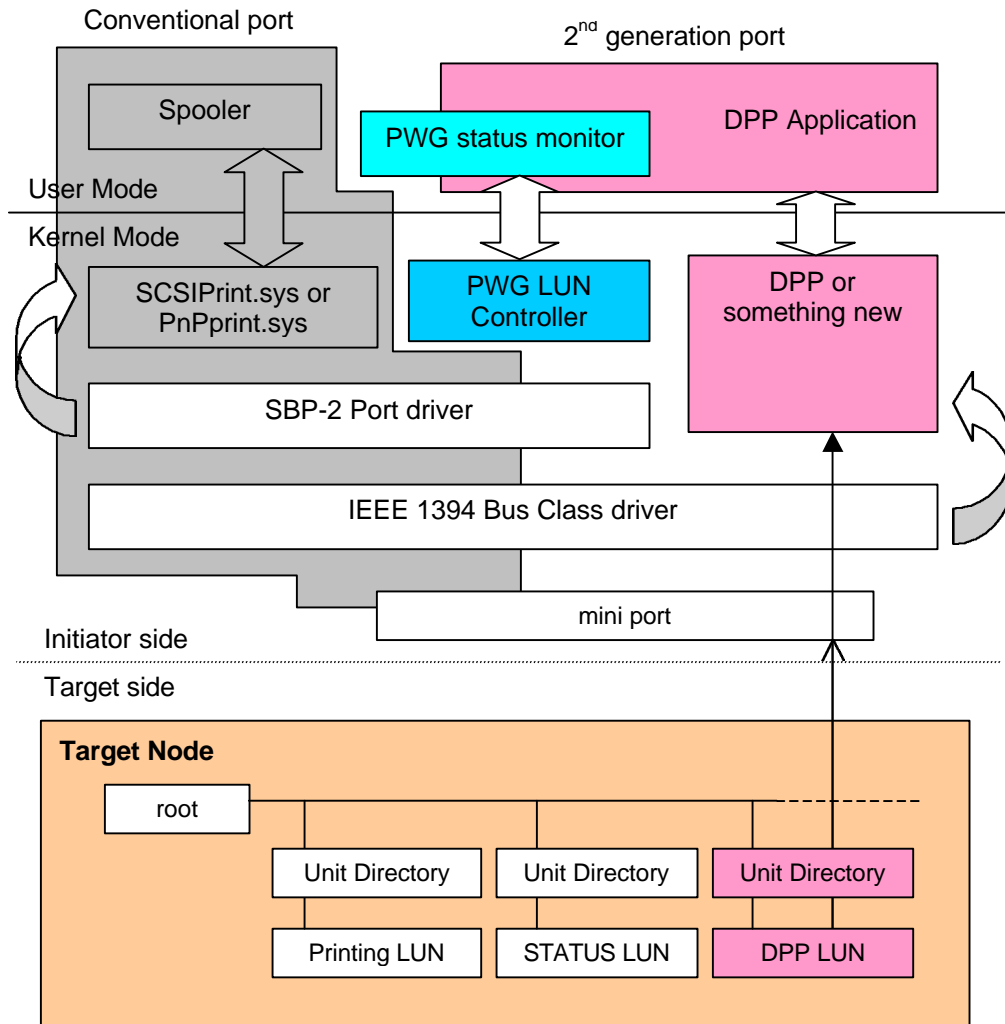 Conventional port
2nd generation port
Spooler
DPP Application
PWG status monitor
User Mode
Kernel Mode
SCSIPrint.sys or
PnPprint.sys
PWG LUN
Controller
DPP or
something new
SBP-2 Port driver
IEEE 1394 Bus Class driver
mini port
Initiator side
Target side
Target Node
root
Unit Directory
Unit Directory
Unit Directory
Printing LUN
STATUS LUN
DPP LUN